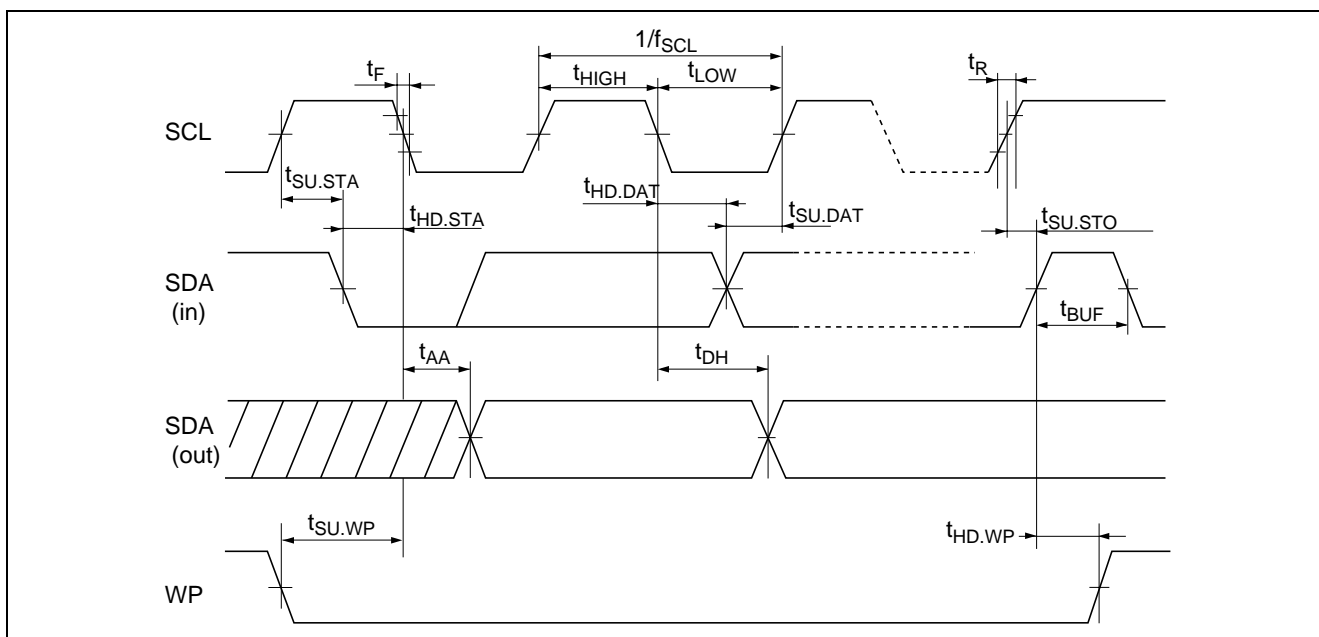 1/fSCL
tF
tHIGH
tLOW
tR
SCL
tSU.STA
tHD.STA
tHD.DAT
tSU.DAT
tSU.STO
SDA
(in)
tBUF
tAA
tDH
SDA
(out)
tSU.WP
tHD.WP
WP